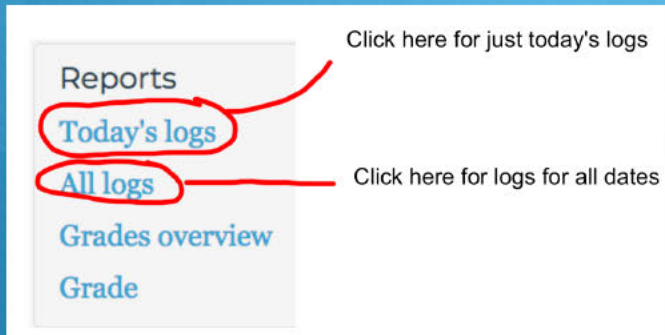 Click here for just today's logs
Reports
Today's logs
All logs
Click here for logs for all dates
Grades overview
Grade